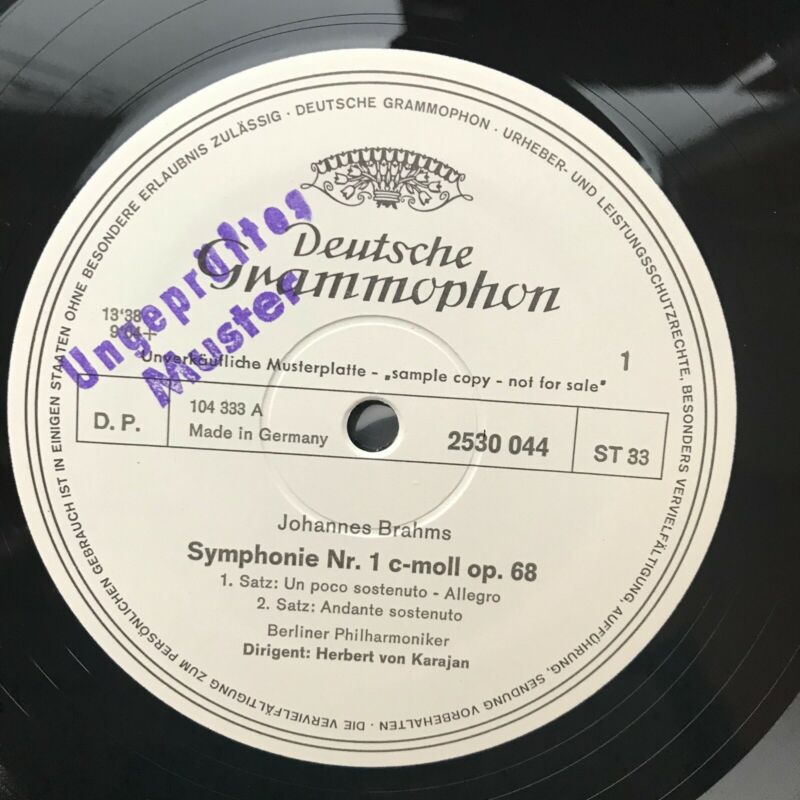 DIE VERVIELFÄLTIGUNG ZUM PERSÖNLICHEN GEBRAUCH IST IN EINIGEN STAATEN OHNE BESONDERE ERLAUBNIS ZULÄSSIG · DEUTSCHE GRAMMOPHON · URHEBER- UND LEISTUNGSSCHUTZRECHTE, BESONDERS VERVIELFÄLTIGUNG, AUFFÜHRUNG, SENDUNG VORBEHALTEN ·
Deutsche
Grammophon
Ungeprüftes
Muster
13'38
1
Unverkäufliche Musterplatte - „sample copy - not for sale"
D. P.
104 333 A
Made in Germany
2530 044
ST 33
Johannes Brahms
Symphonie Nr. 1 c-moll op. 68
1. Satz: Un poco sostenuto - Allegro
2. Satz: Andante sostenuto
Berliner Philharmoniker
Dirigent: Herbert von Karajan